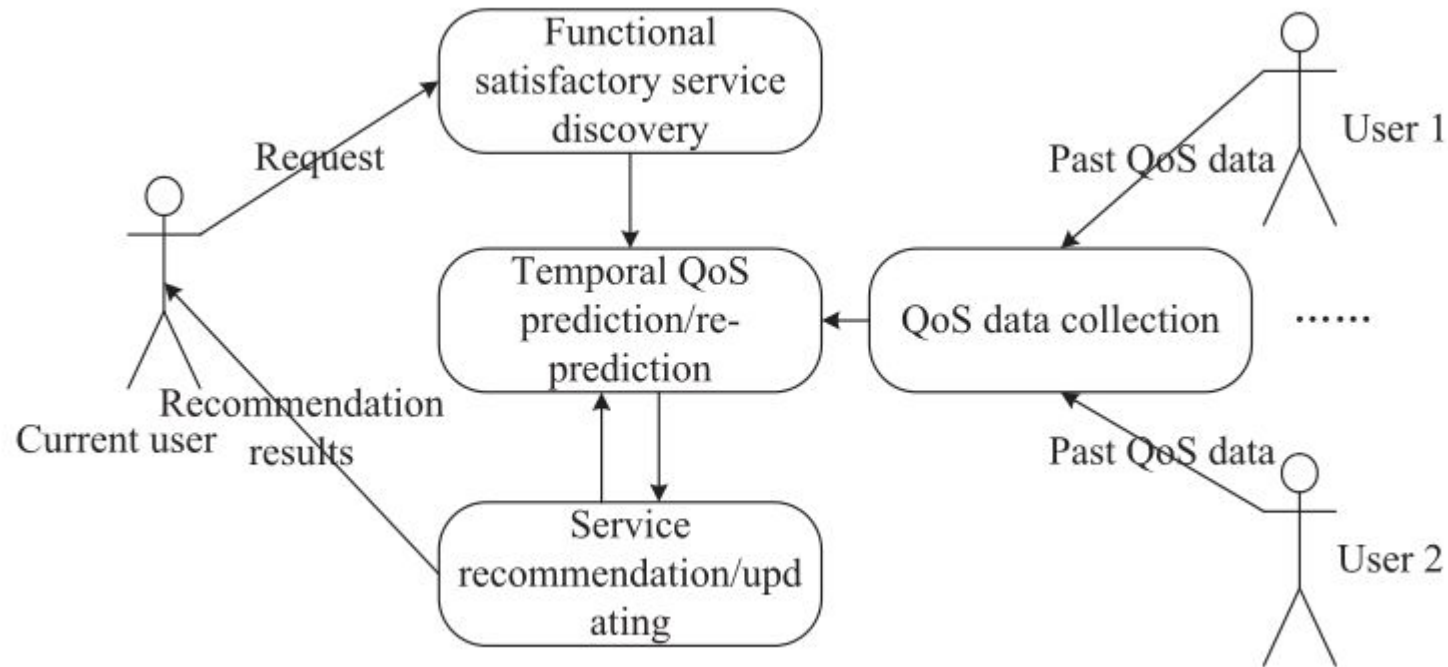 Functional
satisfactory service
discovery
User 1
Request
Past QoS data
Temporal QoS
prediction/re-
prediction
QoS data collection
......
Recommendation
results
Current user
Past QoS data
Service
recommendation/upd
ating
User 2